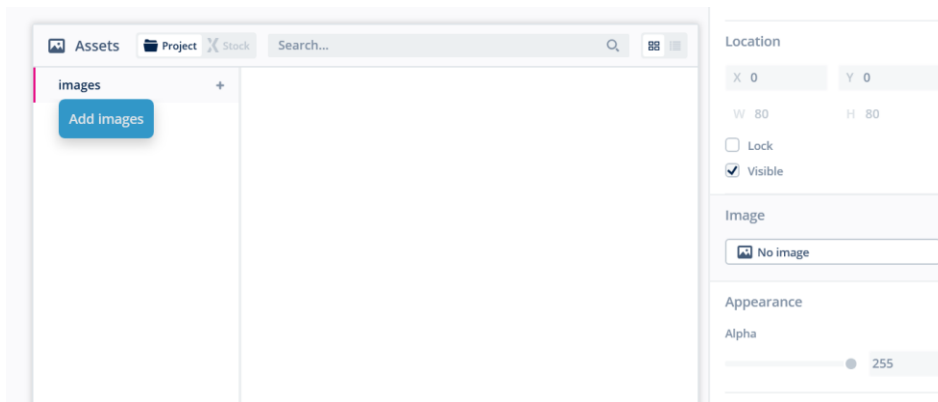 Assets Project Stock Search...
images +
Add images
Location
X 0 Y 0
W 80 H 80
Lock
Visible
Image
No image
Appearance
Alpha
255